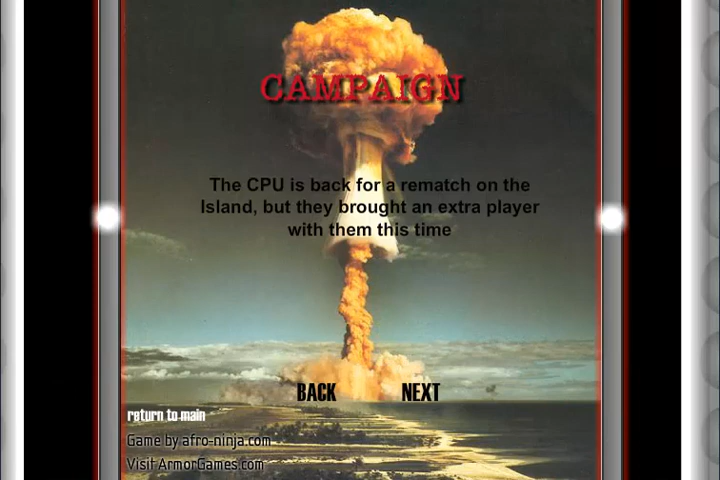 CAMPAIGN
The CPU is back for a rematch on the
Island, but they brought an extra player
with them this time
BACK NEXT
return to main
Game by afro-ninja.com
Visit ArmorGames.com